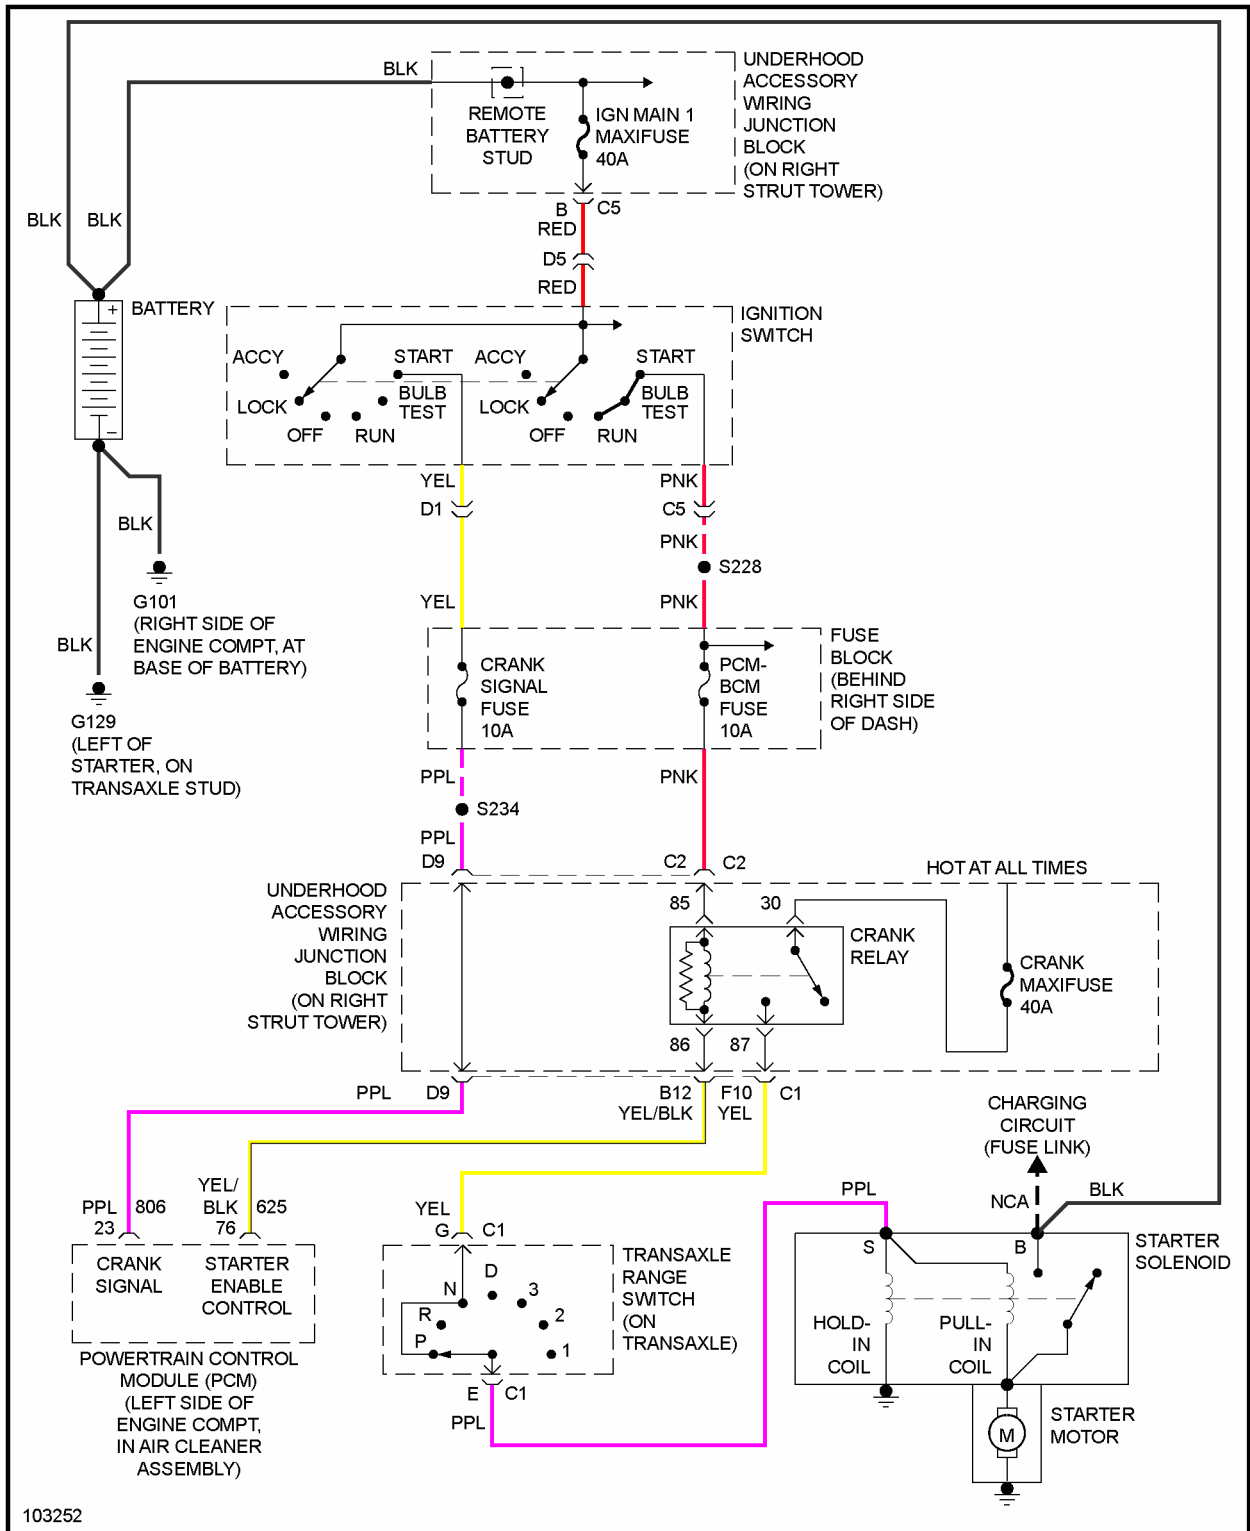 BLK
REMOTE
BATTERY
STUD
IGN MAIN 1
MAXIFUSE
40A
UNDERHOOD
ACCESSORY
WIRING
JUNCTION
BLOCK
(ON RIGHT
STRUT TOWER)
BLK
BLK
B
C5
RED
D5
RED
+
BATTERY
−
IGNITION
SWITCH
ACCY
START
LOCK
BULB
TEST
OFF
RUN
ACCY
START
LOCK
BULB
TEST
OFF
RUN
YEL
D1
PNK
C5
PNK
S228
YEL
PNK
BLK
G101
(RIGHT SIDE OF
ENGINE COMPT, AT
BASE OF BATTERY)
BLK
G129
(LEFT OF
STARTER, ON
TRANSAXLE STUD)
CRANK
SIGNAL
FUSE
10A
PCM-
BCM
FUSE
10A
FUSE
BLOCK
(BEHIND
RIGHT SIDE
OF DASH)
PPL
PNK
S234
PPL
D9
C2
C2
HOT AT ALL TIMES
UNDERHOOD
ACCESSORY
WIRING
JUNCTION
BLOCK
(ON RIGHT
STRUT TOWER)
85
30
CRANK
RELAY
CRANK
MAXIFUSE
40A
86
87
PPL
D9
B12
F10
C1
YEL/BLK
YEL
CHARGING
CIRCUIT
(FUSE LINK)
NCA
BLK
PPL
PPL
806
23
YEL/
BLK
625
76
CRANK
SIGNAL
STARTER
ENABLE
CONTROL
POWERTRAIN CONTROL
MODULE (PCM)
(LEFT SIDE OF
ENGINE COMPT,
IN AIR CLEANER
ASSEMBLY)
YEL
G
C1
N
D
3
R
2
P
1
TRANSAXLE
RANGE
SWITCH
(ON
TRANSAXLE)
E
C1
PPL
S
B
STARTER
SOLENOID
HOLD-
IN
COIL
PULL-
IN
COIL
M
STARTER
MOTOR
103252